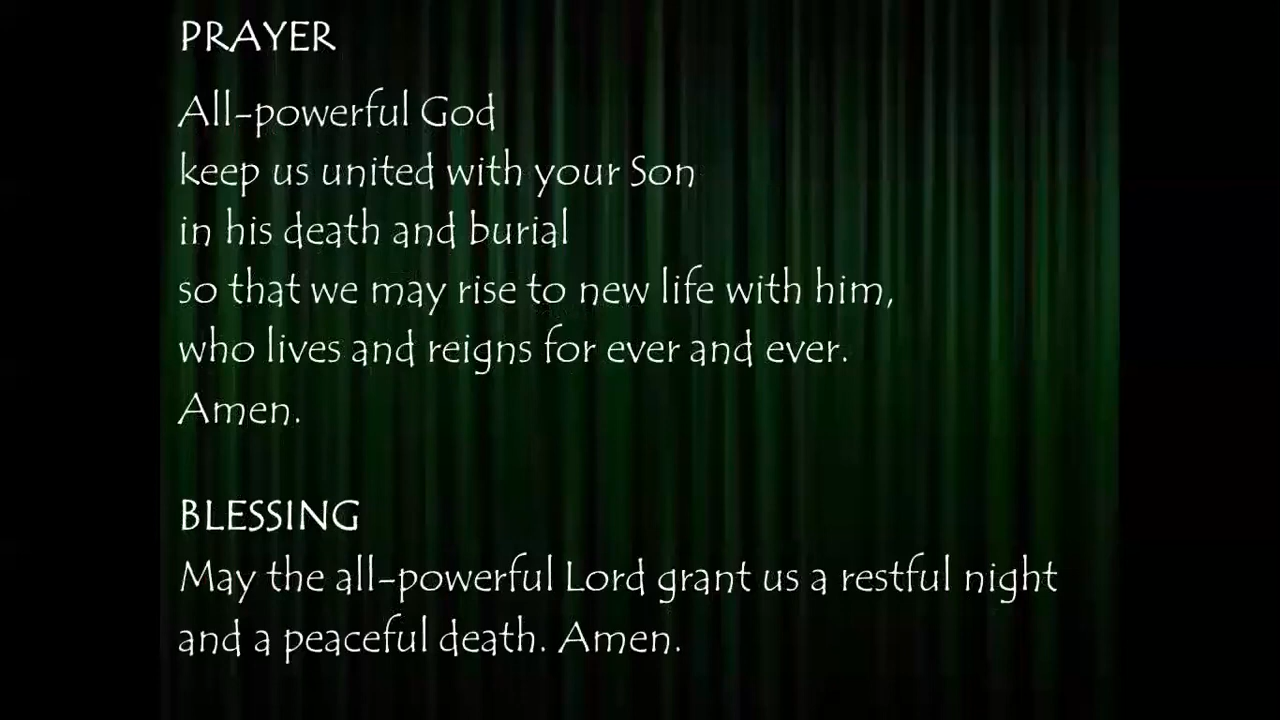 PRAYER
All-powerful God
keep us united with your Son
in his death and burial
so that we may rise to new life with him,
who lives and reigns for ever and ever.
Amen.
BLESSING
May the all-powerful Lord grant us a restful night
and a peaceful death. Amen.